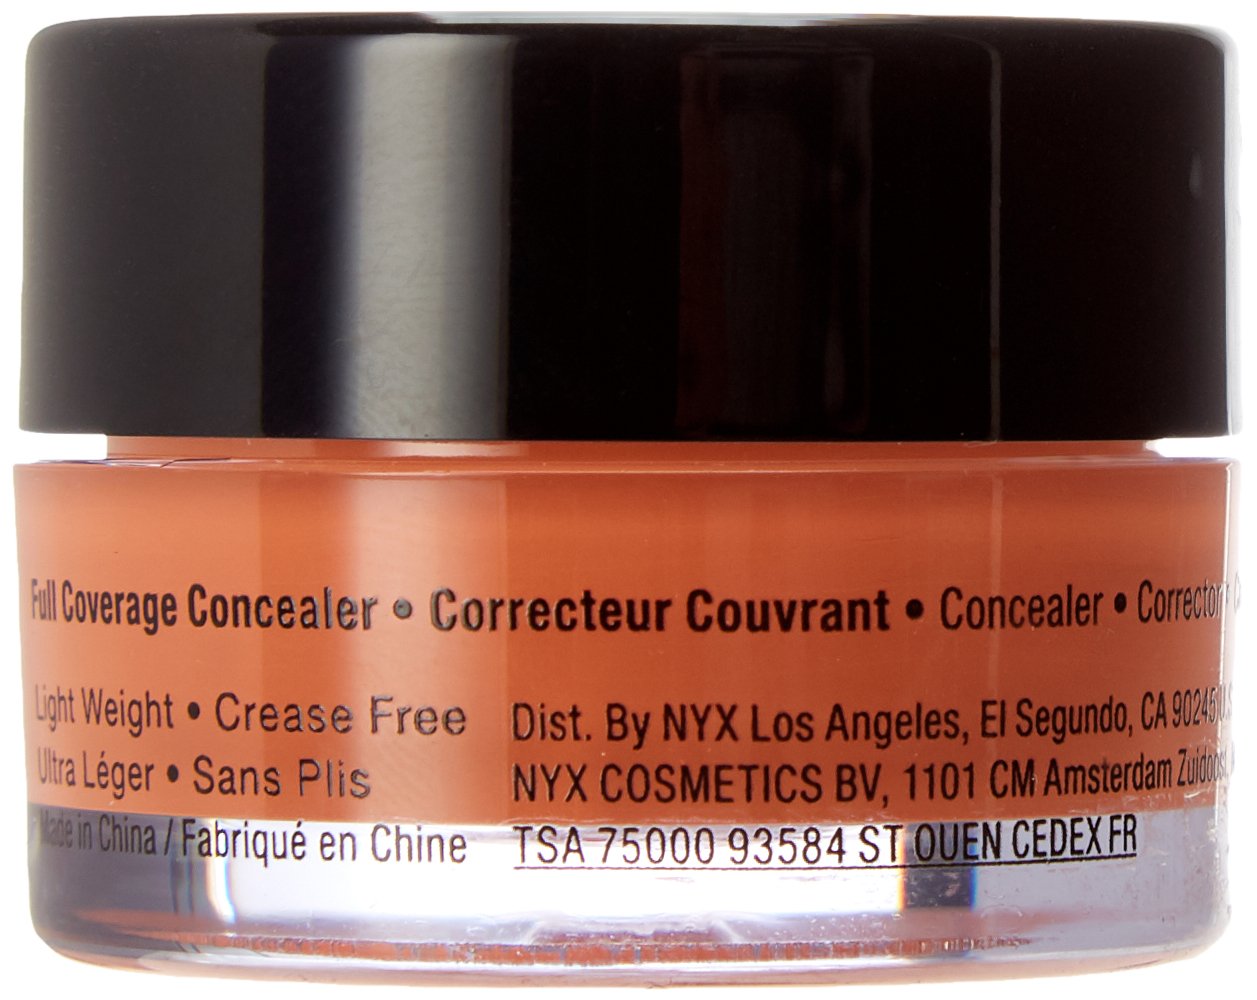 Full Coverage Concealer • Correcteur Couvrant • Concealer • Corrector
Light Weight • Crease Free
Ultra Léger • Sans Plis
Made in China / Fabriqué en Chine
Dist. By NYX Los Angeles, El Segundo, CA 90245
NYX COSMETICS BV, 1101 CM Amsterdam
TSA 75000 93584 ST OUEN CEDEX FR